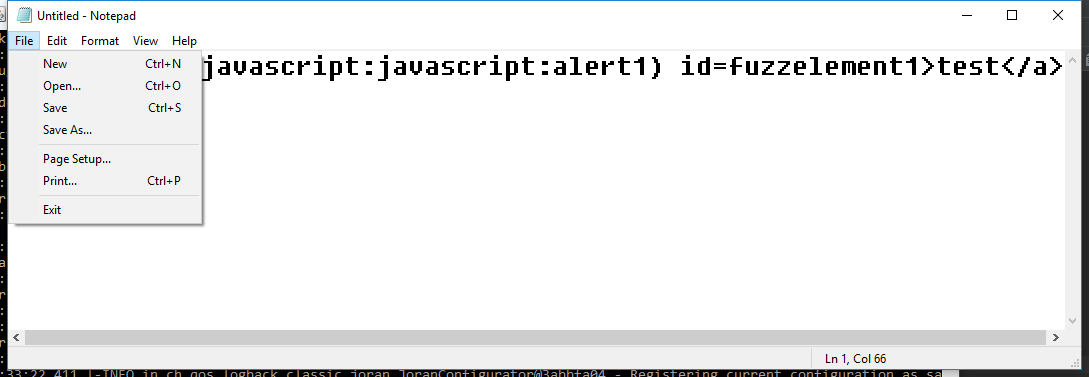 Untitled - Notepad
File Edit Format View Help
New Ctrl+N
Open... Ctrl+O
Save Ctrl+S
Save As...
Page Setup...
Print... Ctrl+P
Exit
javascript:javascript:alert1) id=fuzzelement1>test</a>
Ln 1, Col 66
:33:22,411 |-INFO in ch.qos.logback.classic.joran.JoranConfigurator@3abbfa04 - Registering current configuration as sa